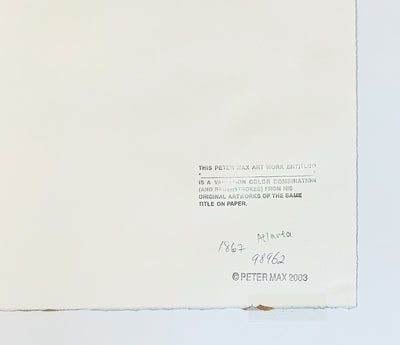 THIS PETER MAX ART WORK ENTITLED
"
IS A VARIATION COLOR COMBINATION
(AND BRUSHSTROKES) FROM HIS
ORIGINAL ARTWORKS OF THE SAME
TITLE ON PAPER.
Atlanta
1867
98962
© PETER MAX 2003